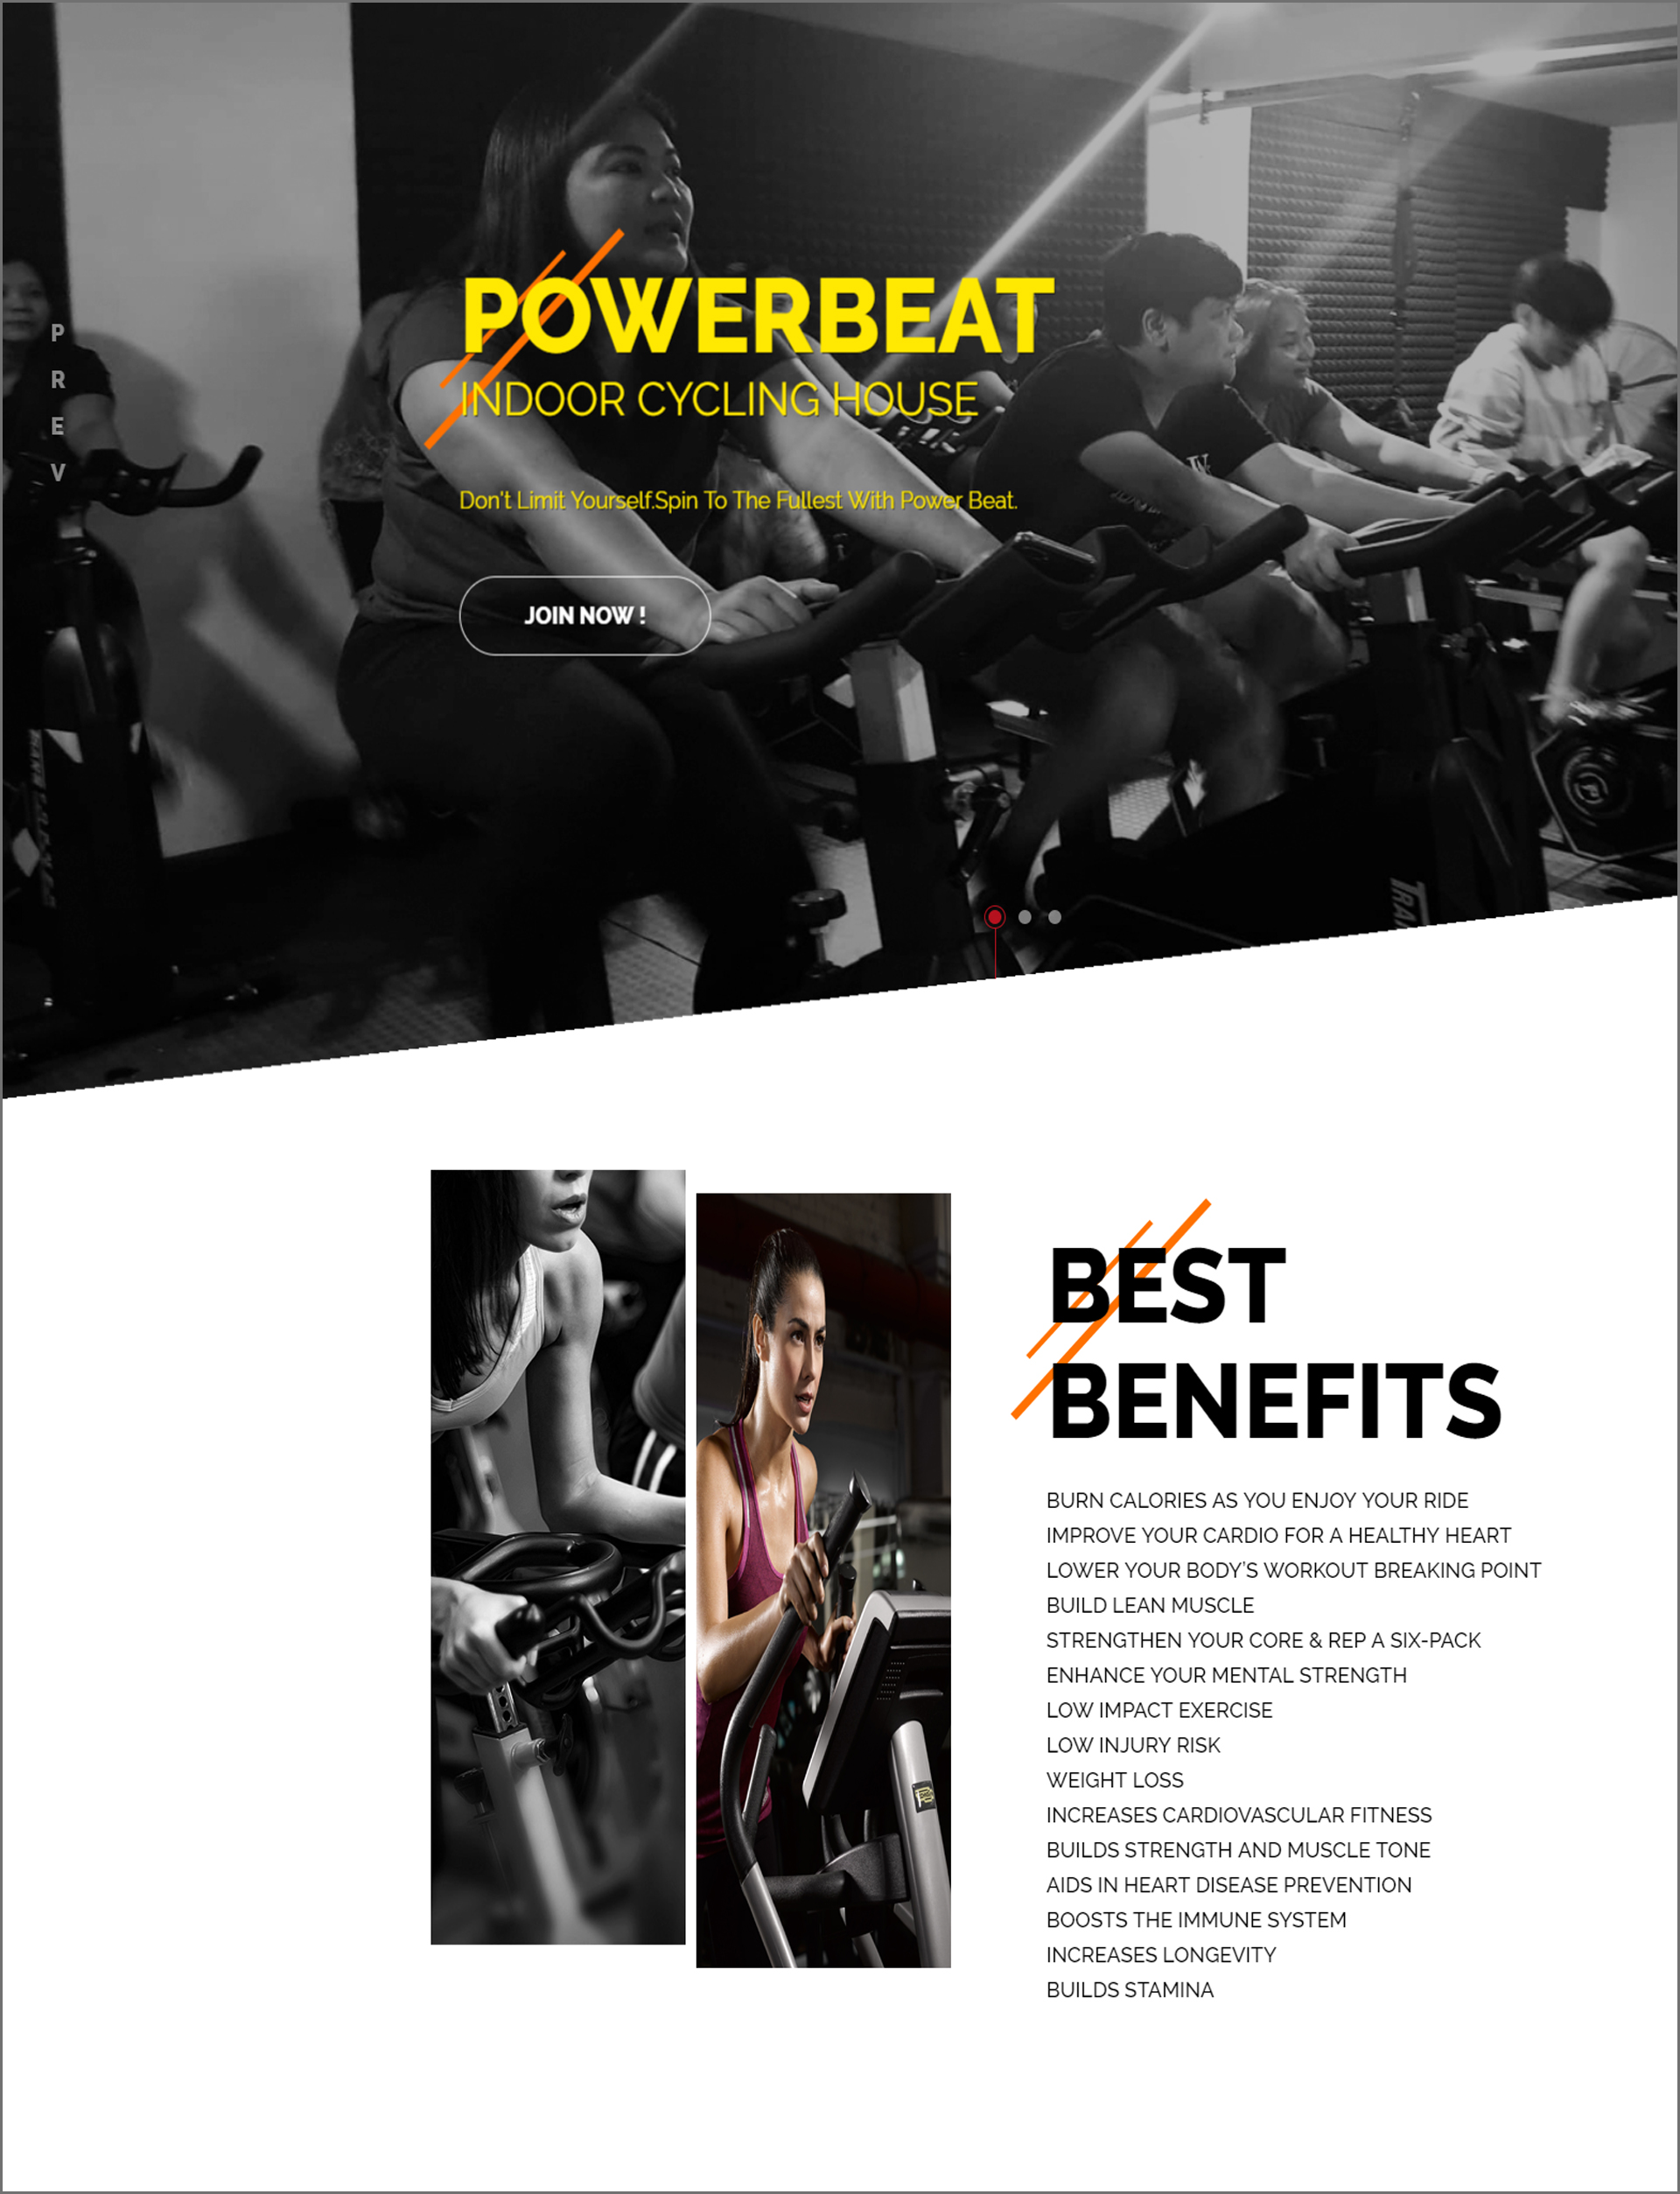 P
R
E
V
POWERBEAT
INDOOR CYCLING HOUSE
Don't Limit Yourself.Spin To The Fullest With Power Beat.
JOIN NOW !
BEST
BENEFITS
BURN CALORIES AS YOU ENJOY YOUR RIDE
IMPROVE YOUR CARDIO FOR A HEALTHY HEART
LOWER YOUR BODY'S WORKOUT BREAKING POINT
BUILD LEAN MUSCLE
STRENGTHEN YOUR CORE & REP A SIX-PACK
ENHANCE YOUR MENTAL STRENGTH
LOW IMPACT EXERCISE
LOW INJURY RISK
WEIGHT LOSS
INCREASES CARDIOVASCULAR FITNESS
BUILDS STRENGTH AND MUSCLE TONE
AIDS IN HEART DISEASE PREVENTION
BOOSTS THE IMMUNE SYSTEM
INCREASES LONGEVITY
BUILDS STAMINA